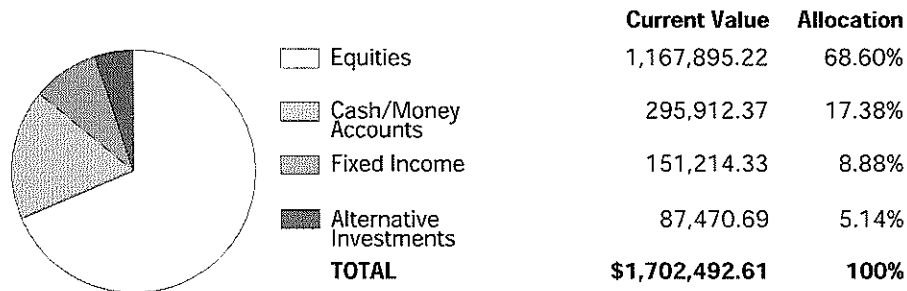 Current Value Allocation
Equities 1,167,895.22 68.60%
Cash/Money
Accounts 295,912.37 17.38%
Fixed Income 151,214.33 8.88%
Alternative
Investments 87,470.69 5.14%
TOTAL $1,702,492.61 100%